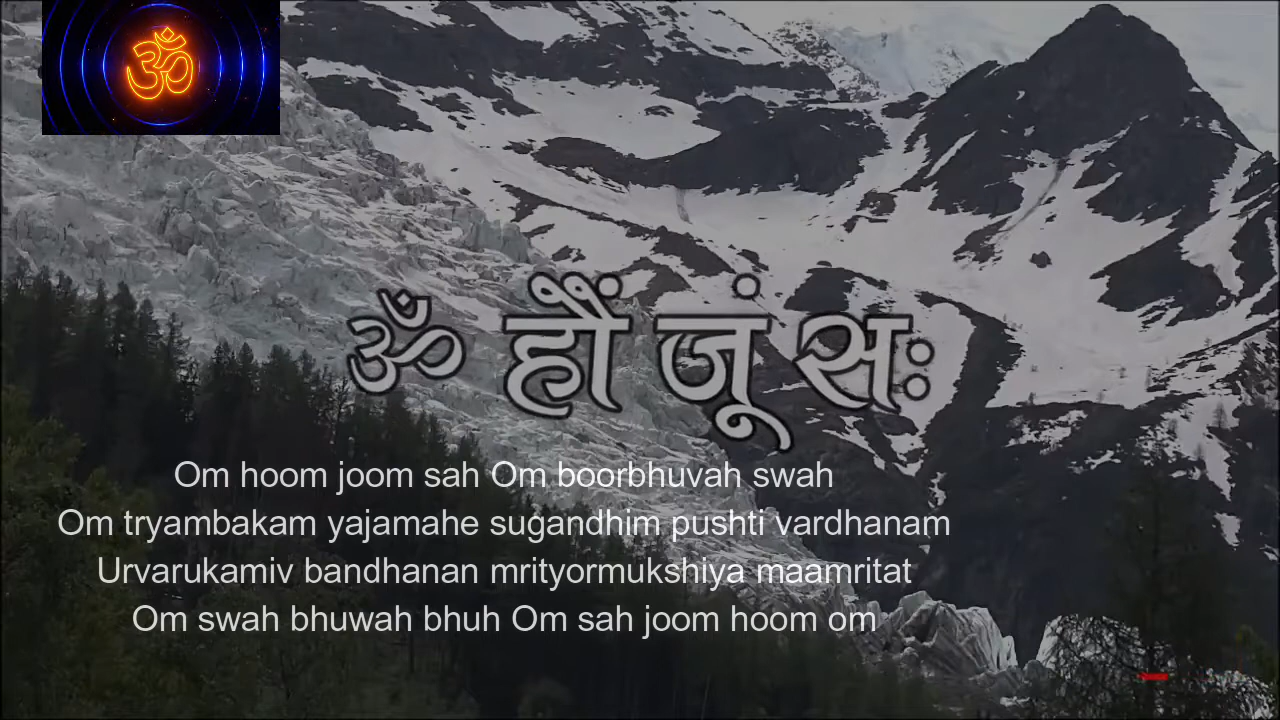 ॐ
ॐ हौं जूं सः
Om hoom joom sah Om boorbhuvah swah
Om tryambakam yajamahe sugandhim pushti vardhanam
Urvarukamiv bandhanan mrityormukshiya maamritat
Om swah bhuwah bhuh Om sah joom hoom om